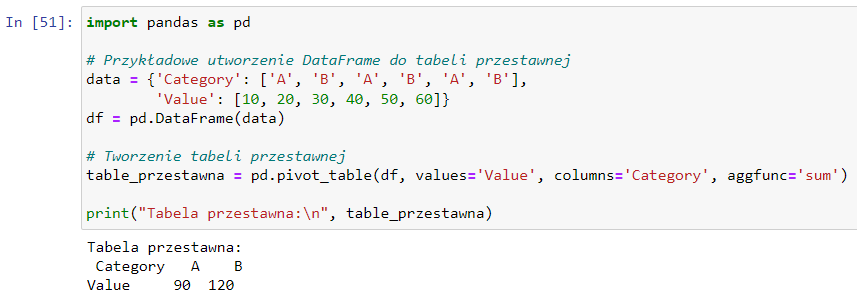 In [51]: import pandas as pd
# Przykładowe utworzenie DataFrame do tabeli przestawnej
data = {'Category': ['A', 'B', 'A', 'B', 'A', 'B'],
        'Value': [10, 20, 30, 40, 50, 60]}
df = pd.DataFrame(data)
# Tworzenie tabeli przestawnej
table_przestawna = pd.pivot_table(df, values='Value', columns='Category', aggfunc='sum')
print("Tabela przestawna:\n", table_przestawna)
Tabela przestawna:
 Category   A    B
Value     90  120